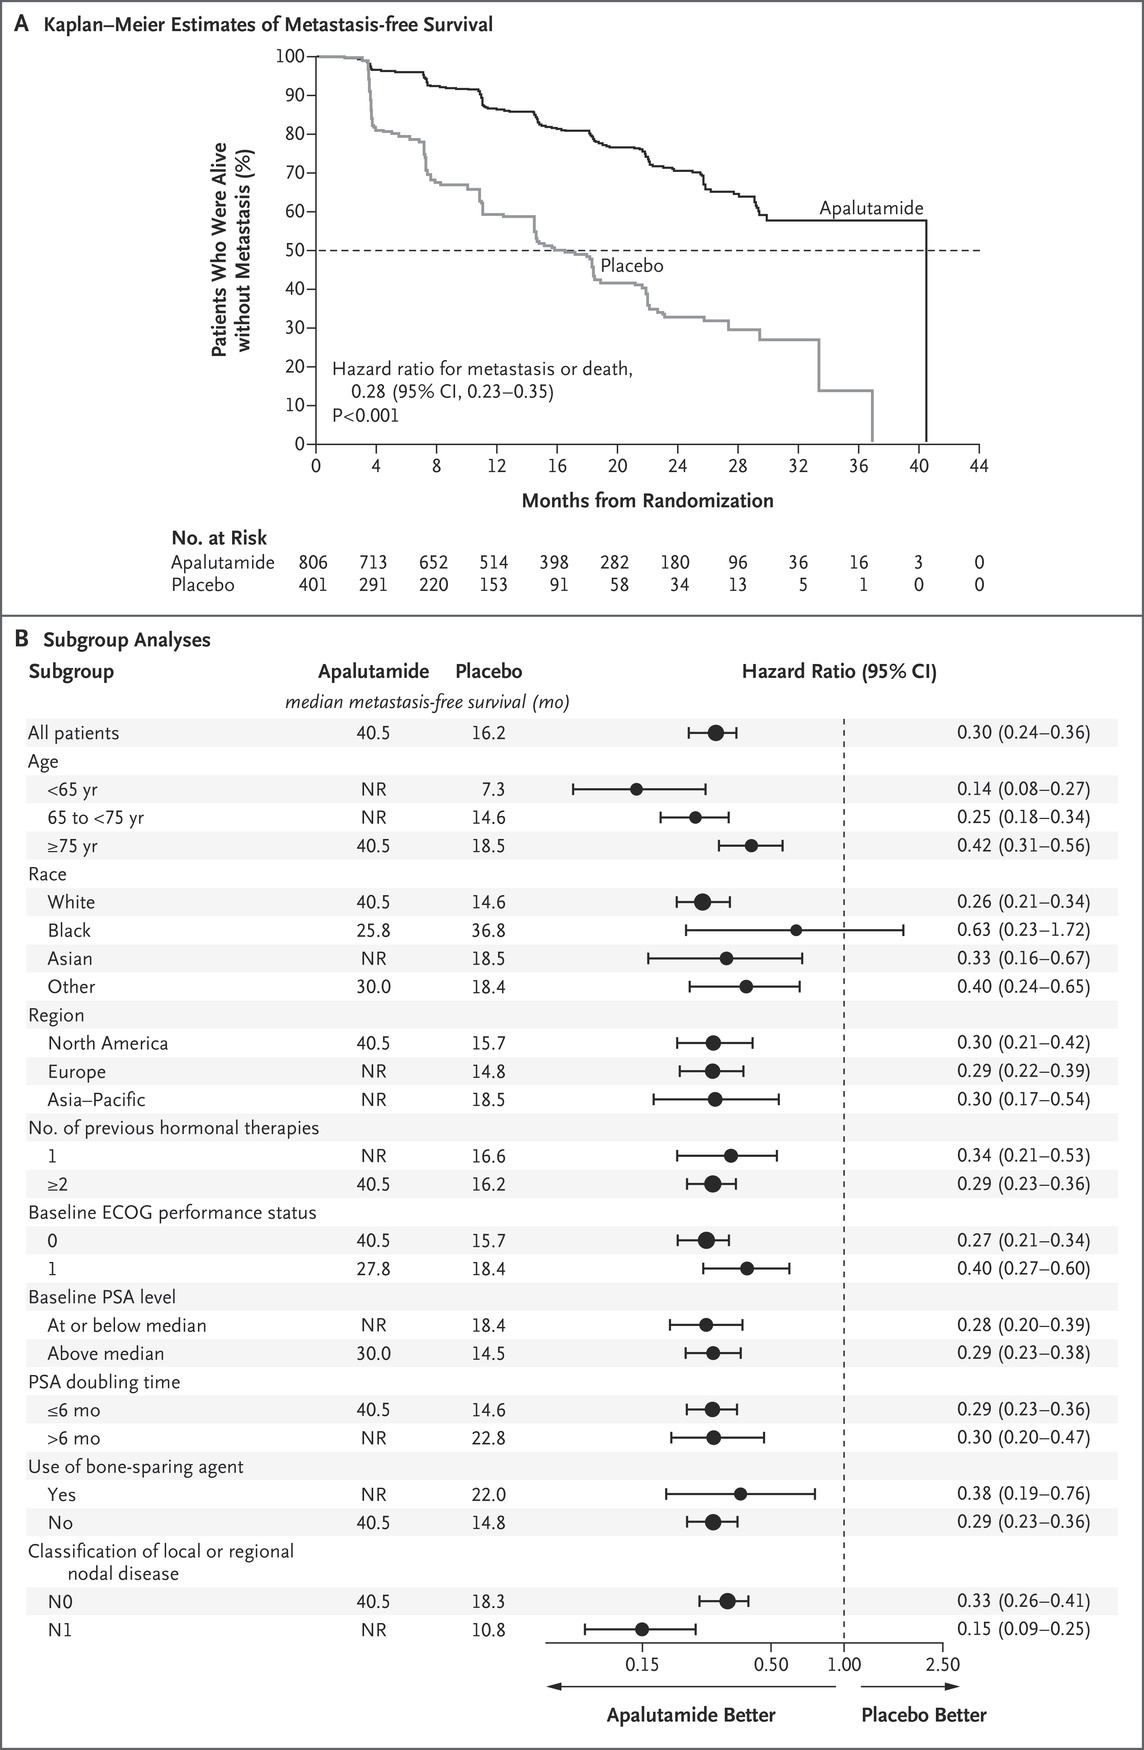 A Kaplan–Meier Estimates of Metastasis-free Survival
100
90
80
70
60
50
40
30
20
10
0
Patients Who Were Alive
without Metastasis (%)
Apalutamide
Placebo
Hazard ratio for metastasis or death,
0.28 (95% CI, 0.23–0.35)
P<0.001
0 4 8 12 16 20 24 28 32 36 40 44
Months from Randomization
No. at Risk
Apalutamide 806 713 652 514 398 282 180 96 36 16 3 0
Placebo 401 291 220 153 91 58 34 13 5 1 0 0
B Subgroup Analyses
Subgroup Apalutamide Placebo Hazard Ratio (95% CI)
median metastasis-free survival (mo)
All patients 40.5 16.2 0.30 (0.24–0.36)
Age
<65 yr NR 7.3 0.14 (0.08–0.27)
65 to <75 yr NR 14.6 0.25 (0.18–0.34)
≥75 yr 40.5 18.5 0.42 (0.31–0.56)
Race
White 40.5 14.6 0.26 (0.21–0.34)
Black 25.8 36.8 0.63 (0.23–1.72)
Asian NR 18.5 0.33 (0.16–0.67)
Other 30.0 18.4 0.40 (0.24–0.65)
Region
North America 40.5 15.7 0.30 (0.21–0.42)
Europe NR 14.8 0.29 (0.22–0.39)
Asia–Pacific NR 18.5 0.30 (0.17–0.54)
No. of previous hormonal therapies
1 NR 16.6 0.34 (0.21–0.53)
≥2 40.5 16.2 0.29 (0.23–0.36)
Baseline ECOG performance status
0 40.5 15.7 0.27 (0.21–0.34)
1 27.8 18.4 0.40 (0.27–0.60)
Baseline PSA level
At or below median NR 18.4 0.28 (0.20–0.39)
Above median 30.0 14.5 0.29 (0.23–0.38)
PSA doubling time
≤6 mo 40.5 14.6 0.29 (0.23–0.36)
>6 mo NR 22.8 0.30 (0.20–0.47)
Use of bone-sparing agent
Yes NR 22.0 0.38 (0.19–0.76)
No 40.5 14.8 0.29 (0.23–0.36)
Classification of local or regional
nodal disease
N0 40.5 18.3 0.33 (0.26–0.41)
N1 NR 10.8 0.15 (0.09–0.25)
0.15 0.50 1.00 2.50
Apalutamide Better Placebo Better